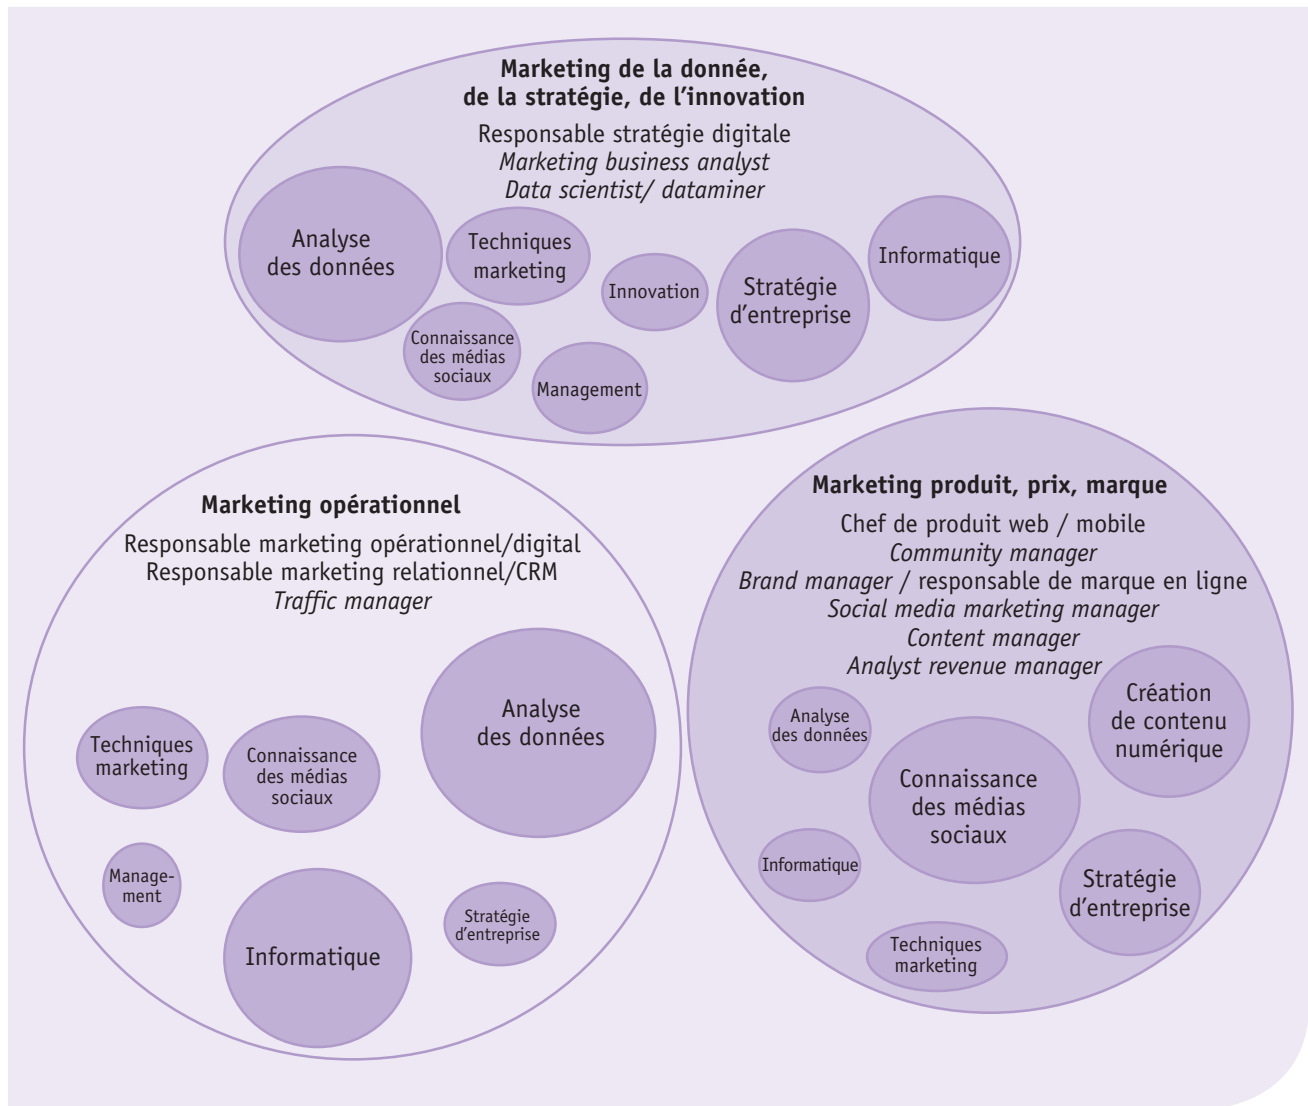 Marketing de la donnée,
de la stratégie, de l’innovation
Responsable stratégie digitale
Marketing business analyst
Data scientist/ dataminer
Analyse
des données
Techniques
marketing
Innovation
Stratégie
d’entreprise
Informatique
Connaissance
des médias
sociaux
Management
Marketing opérationnel
Responsable marketing opérationnel/digital
Responsable marketing relationnel/CRM
Traffic manager
Analyse
des données
Techniques
marketing
Connaissance
des médias
sociaux
Manage-
ment
Informatique
Stratégie
d’entreprise
Marketing produit, prix, marque
Chef de produit web / mobile
Community manager
Brand manager / responsable de marque en ligne
Social media marketing manager
Content manager
Analyst revenue manager
Analyse
des données
Création
de contenu
numérique
Connaissance
des médias
sociaux
Informatique
Stratégie
d’entreprise
Techniques
marketing